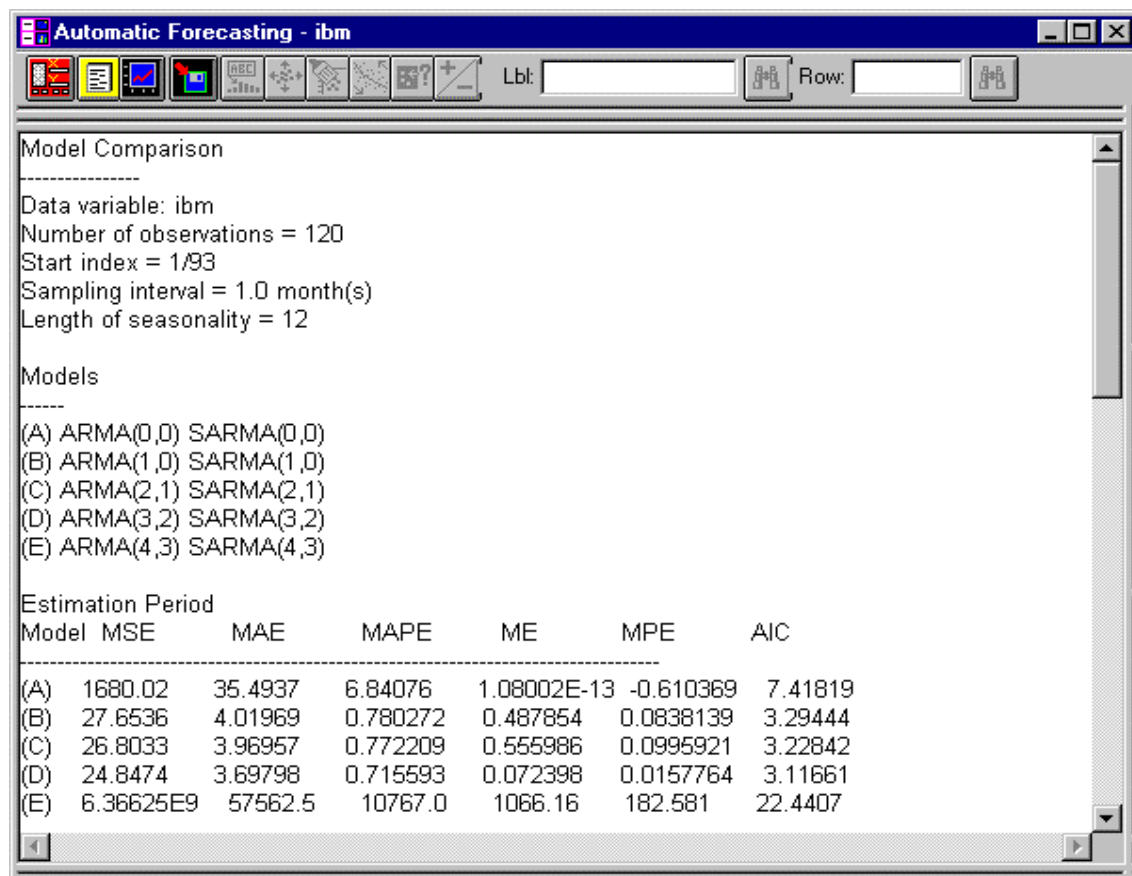 Automatic Forecasting - ibm
ABC Lbl: Row:
Model Comparison
----------------
Data variable: ibm
Number of observations = 120
Start index = 1/93
Sampling interval = 1.0 month(s)
Length of seasonality = 12
Models
------
(A) ARMA(0,0) SARMA(0,0)
(B) ARMA(1,0) SARMA(1,0)
(C) ARMA(2,1) SARMA(2,1)
(D) ARMA(3,2) SARMA(3,2)
(E) ARMA(4,3) SARMA(4,3)
Estimation Period
Model MSE MAE MAPE ME MPE AIC
--------------------------------------------------------------------------------------
(A) 1680.02 35.4937 6.84076 1.08002E-13 -0.610369 7.41819
(B) 27.6536 4.01969 0.780272 0.487854 0.0838139 3.29444
(C) 26.8033 3.96957 0.772209 0.555986 0.0995921 3.22842
(D) 24.8474 3.69798 0.715593 0.072398 0.0157764 3.11661
(E) 6.36625E9 57562.5 10767.0 1066.16 182.581 22.4407